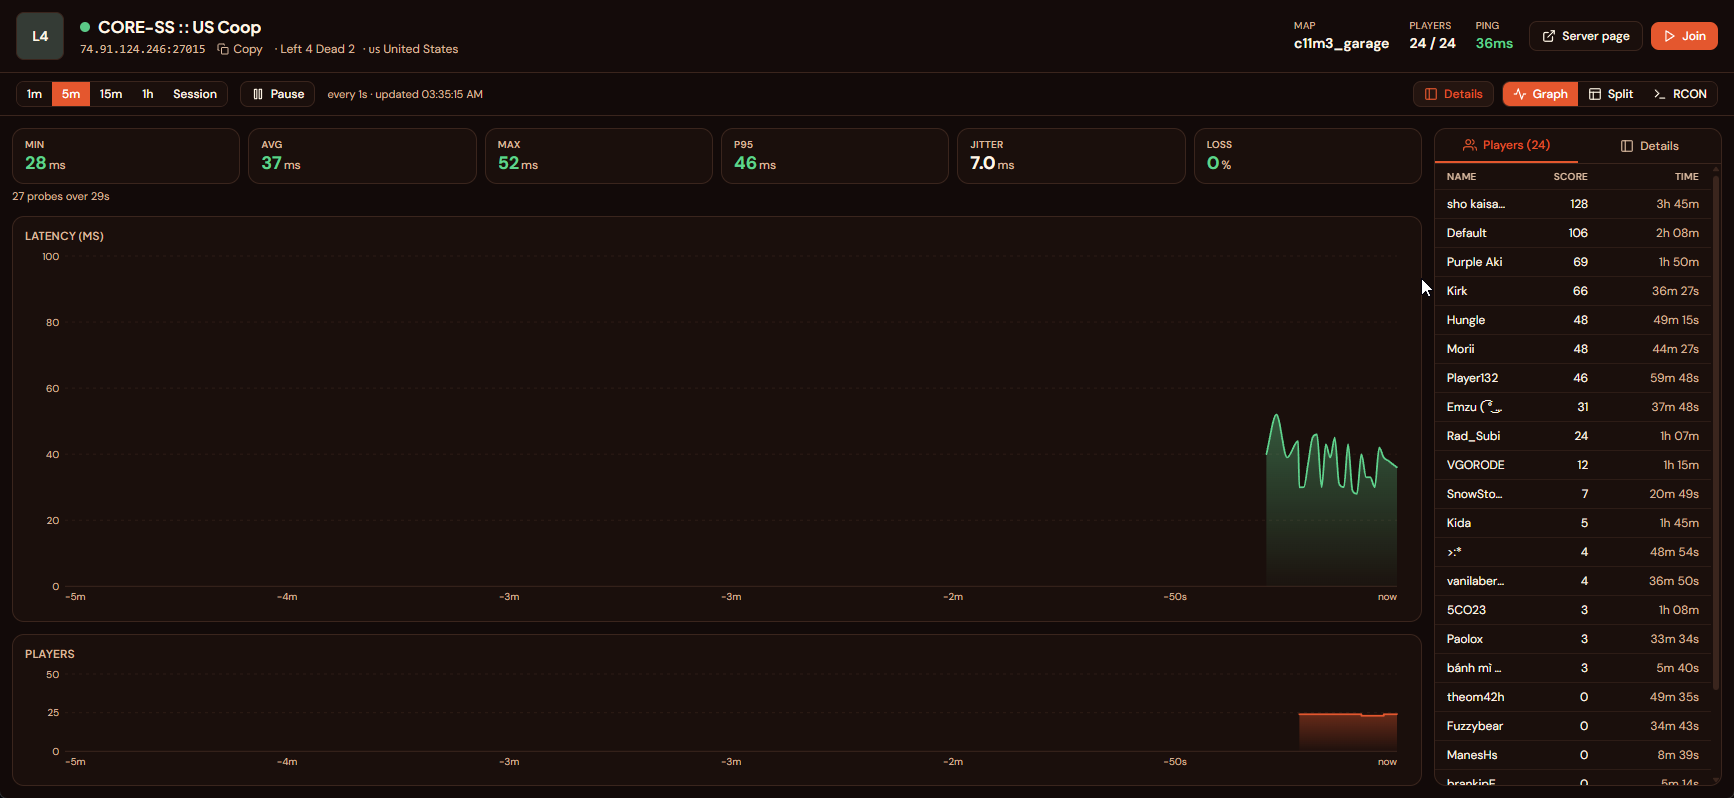 L4
CORE-SS :: US Coop
74.91.124.246:27015 Copy · Left 4 Dead 2 · us United States
MAP
c11m3_garage
PLAYERS
24 / 24
PING
36ms
Server page
Join
1m 5m 15m 1h Session
Pause
every 1s · updated 03:35:15 AM
Details
Graph Split RCON
MIN
28 ms
AVG
37 ms
MAX
52 ms
P95
46 ms
JITTER
7.0 ms
LOSS
0 %
27 probes over 29s
LATENCY (MS)
100
80
60
40
20
0
-5m -4m -3m -3m -2m -50s now
PLAYERS
50
25
0
-5m -4m -3m -3m -2m -50s now
Players (24) Details
NAME SCORE TIME
sho kaisa... 128 3h 45m
Default 106 2h 08m
Purple Aki 69 1h 50m
Kirk 66 36m 27s
Hungle 48 49m 15s
Morii 48 44m 27s
Player132 46 59m 48s
Emzu 31 37m 48s
Rad_Subi 24 1h 07m
VGORODE 12 1h 15m
SnowSto... 7 20m 49s
Kida 5 1h 45m
>:* 4 48m 54s
vanilaber... 4 36m 50s
5CO23 3 1h 08m
Paolox 3 33m 34s
bánh mì ... 3 5m 40s
theom42h 0 49m 35s
Fuzzybear 0 34m 43s
ManesHs 0 8m 39s
0 5m 14s